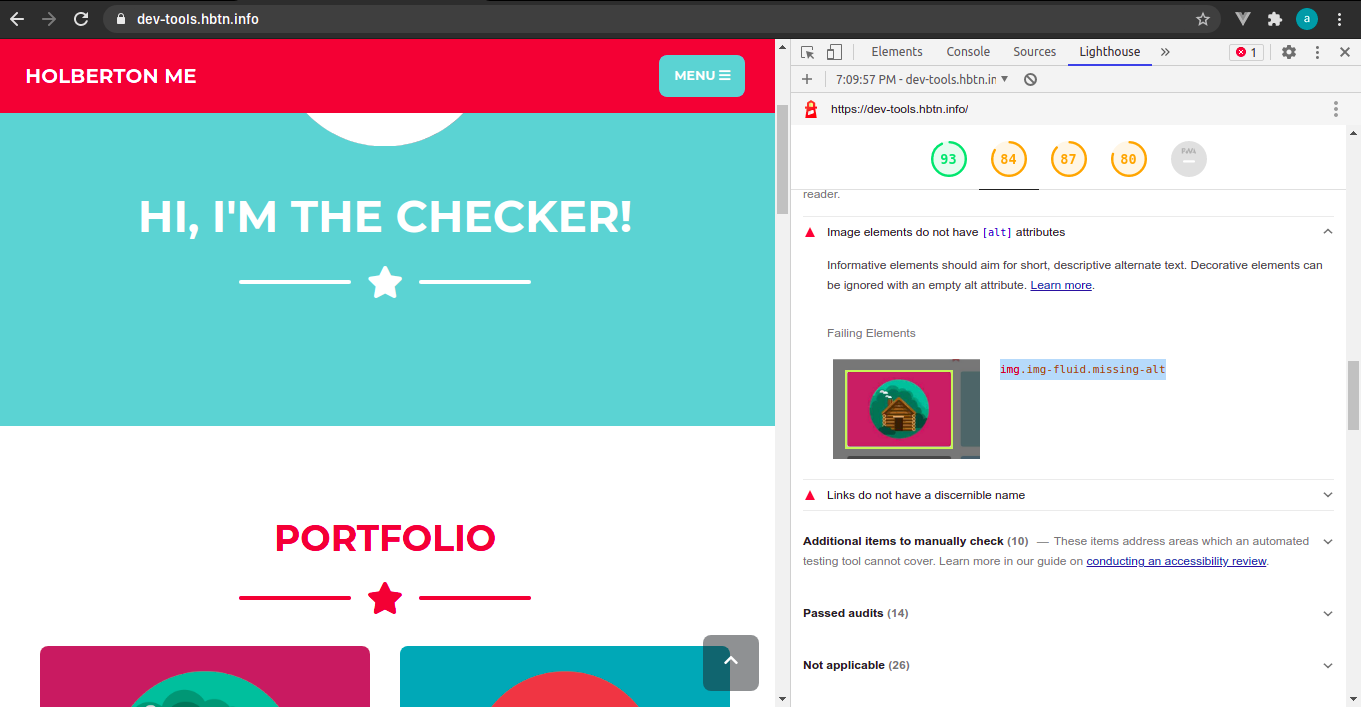 dev-tools.hbtn.info
a
HOLBERTON ME
MENU
HI, I'M THE CHECKER!
PORTFOLIO
Elements Console Sources Lighthouse » 1
7:09:57 PM - dev-tools.hbtn.in
https://dev-tools.hbtn.info/
93 84 87 80 PWA
reader.
Image elements do not have [alt] attributes
Informative elements should aim for short, descriptive alternate text. Decorative elements can
be ignored with an empty alt attribute. Learn more.
Failing Elements
img.img-fluid.missing-alt
Links do not have a discernible name
Additional items to manually check (10) — These items address areas which an automated
testing tool cannot cover. Learn more in our guide on conducting an accessibility review.
Passed audits (14)
Not applicable (26)